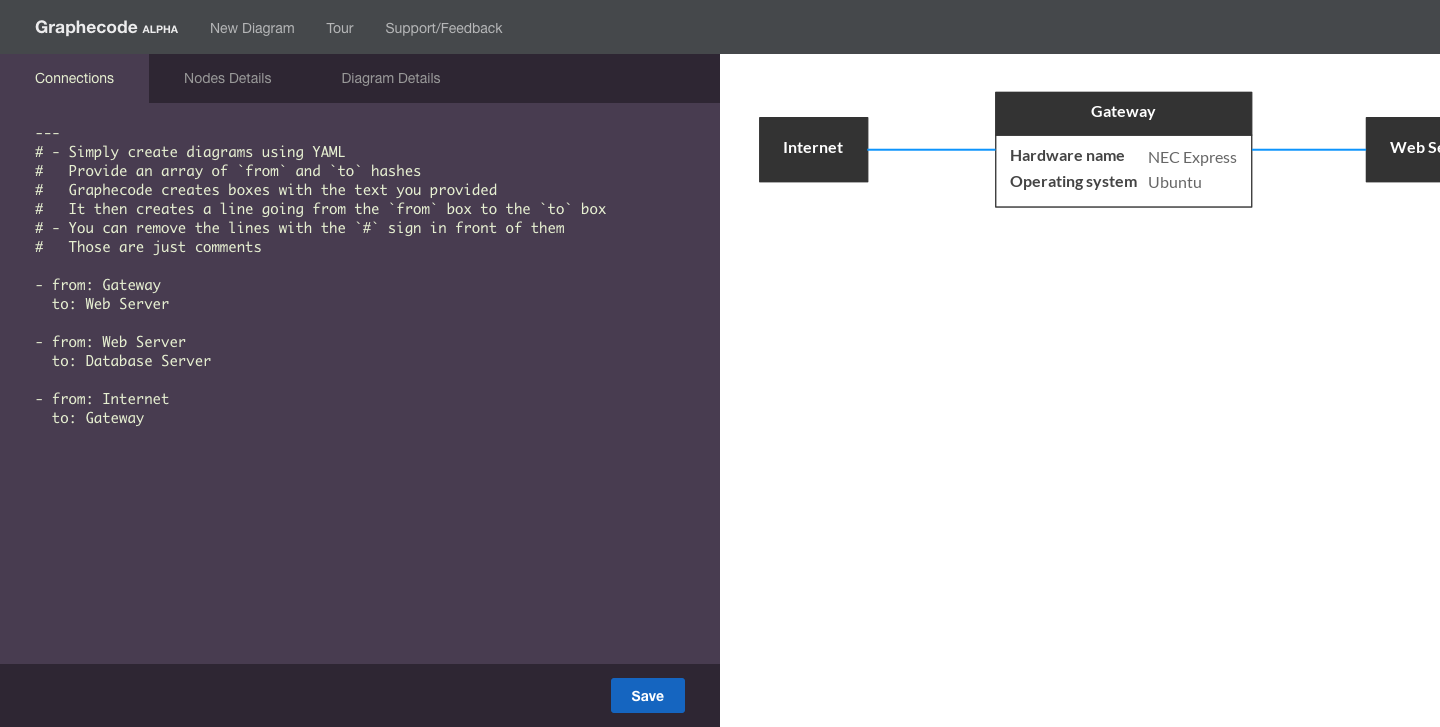 Graphecode ALPHA New Diagram Tour Support/Feedback
Connections Nodes Details Diagram Details
---
# - Simply create diagrams using YAML
#   Provide an array of `from` and `to` hashes
#   Graphecode creates boxes with the text you provided
#   It then creates a line going from the `from` box to the `to` box
# - You can remove the lines with the `#` sign in front of them
#   Those are just comments
- from: Gateway
  to: Web Server
- from: Web Server
  to: Database Server
- from: Internet
  to: Gateway
Save
Internet
Gateway
Hardware name NEC Express
Operating system Ubuntu
Web